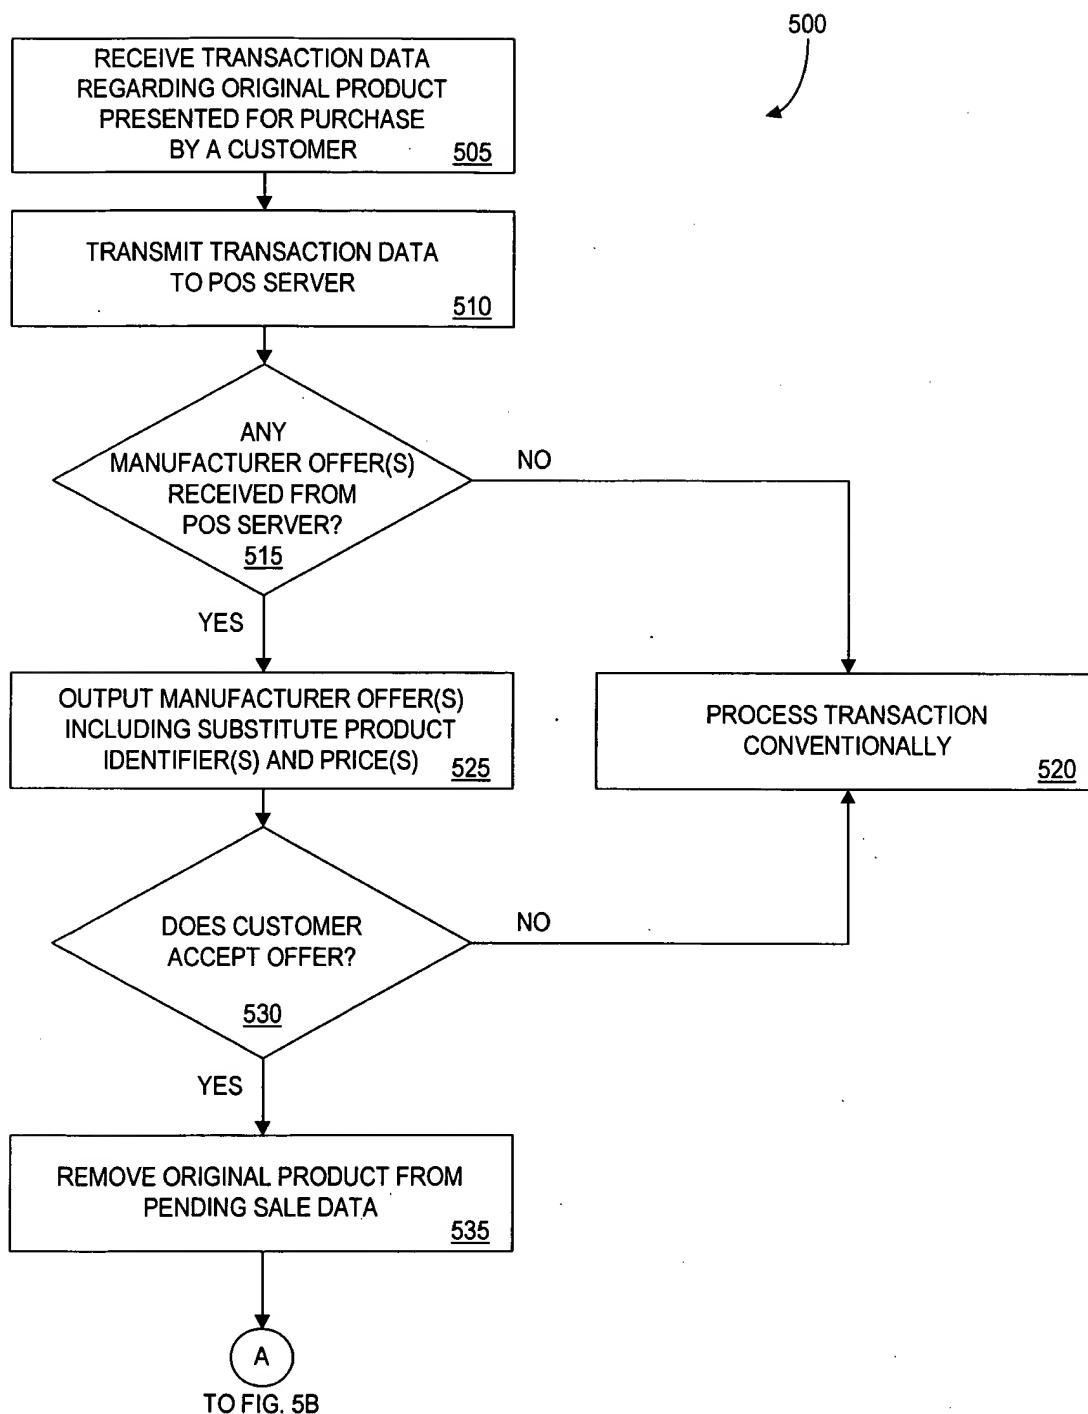 500
RECEIVE TRANSACTION DATA
REGARDING ORIGINAL PRODUCT
PRESENTED FOR PURCHASE
BY A CUSTOMER 505
TRANSMIT TRANSACTION DATA
TO POS SERVER
510
ANY
MANUFACTURER OFFER(S)
RECEIVED FROM
POS SERVER?
515
NO
YES
OUTPUT MANUFACTURER OFFER(S)
INCLUDING SUBSTITUTE PRODUCT
IDENTIFIER(S) AND PRICE(S) 525
PROCESS TRANSACTION
CONVENTIONALLY
520
DOES CUSTOMER
ACCEPT OFFER?
530
NO
YES
REMOVE ORIGINAL PRODUCT FROM
PENDING SALE DATA
535
A
TO FIG. 5B